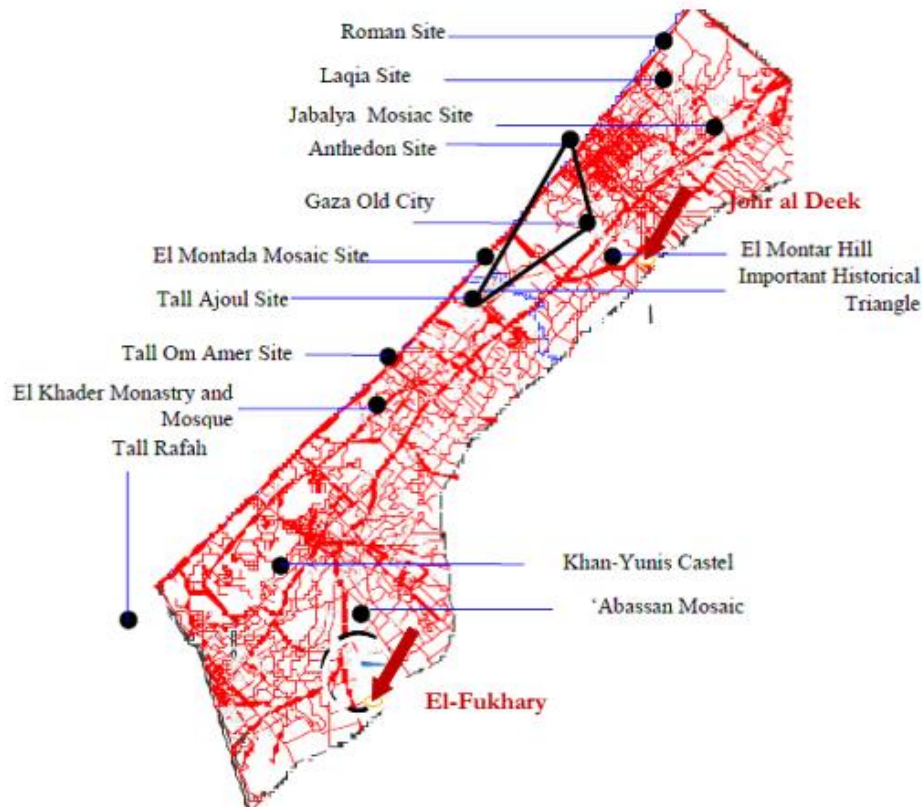 Roman Site
Laqia Site
Jabalya Mosiac Site
Anthedon Site
Johr al Deek
Gaza Old City
El Montada Mosaic Site
El Montar Hill
Important Historical
Triangle
Tall Ajoul Site
Tall Om Amer Site
El Khader Monastry and
Mosque
Tall Rafah
Khan-Yunis Castel
‘Abassan Mosaic
El-Fukhary